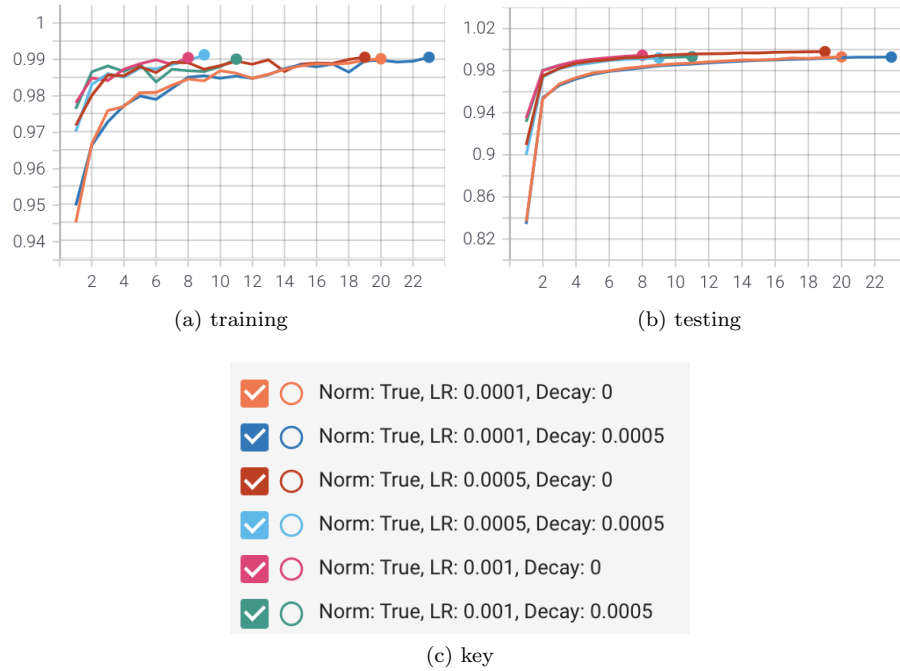 1
0.99
0.98
0.97
0.96
0.95
0.94
2 4 6 8 10 12 14 16 18 20 22
(a) training
1.02
0.98
0.94
0.9
0.86
0.82
2 4 6 8 10 12 14 16 18 20 22
(b) testing
Norm: True, LR: 0.0001, Decay: 0
Norm: True, LR: 0.0001, Decay: 0.0005
Norm: True, LR: 0.0005, Decay: 0
Norm: True, LR: 0.0005, Decay: 0.0005
Norm: True, LR: 0.001, Decay: 0
Norm: True, LR: 0.001, Decay: 0.0005
(c) key